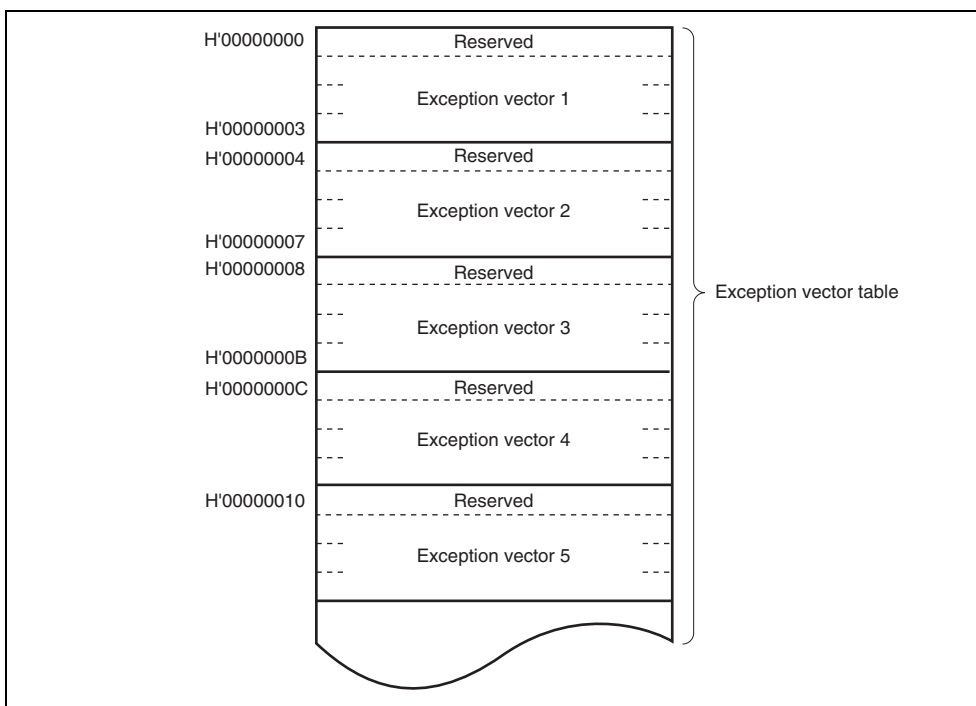 H'00000000
Reserved
Exception vector 1
H'00000003
H'00000004
Reserved
Exception vector 2
H'00000007
H'00000008
Reserved
Exception vector table
Exception vector 3
H'0000000B
H'0000000C
Reserved
Exception vector 4
H'00000010
Reserved
Exception vector 5